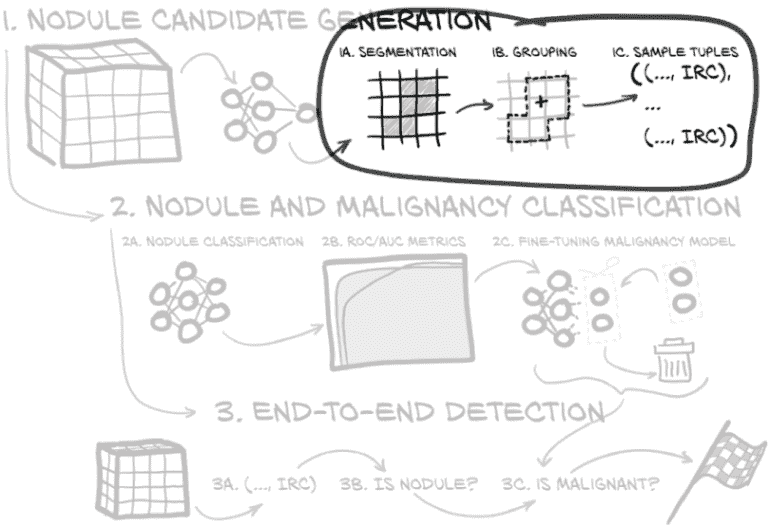 1. NODULE CANDIDATE GENERATION
1A. SEGMENTATION 1B. GROUPING 1C. SAMPLE TUPLES
((..., IRC),
...
(..., IRC))
2. NODULE AND MALIGNANCY CLASSIFICATION
2A. NODULE CLASSIFICATION 2B. ROC/AUC METRICS 2C. FINE-TUNING MALIGNANCY MODEL
3. END-TO-END DETECTION
3A. (..., IRC) 3B. IS NODULE? 3C. IS MALIGNANT?